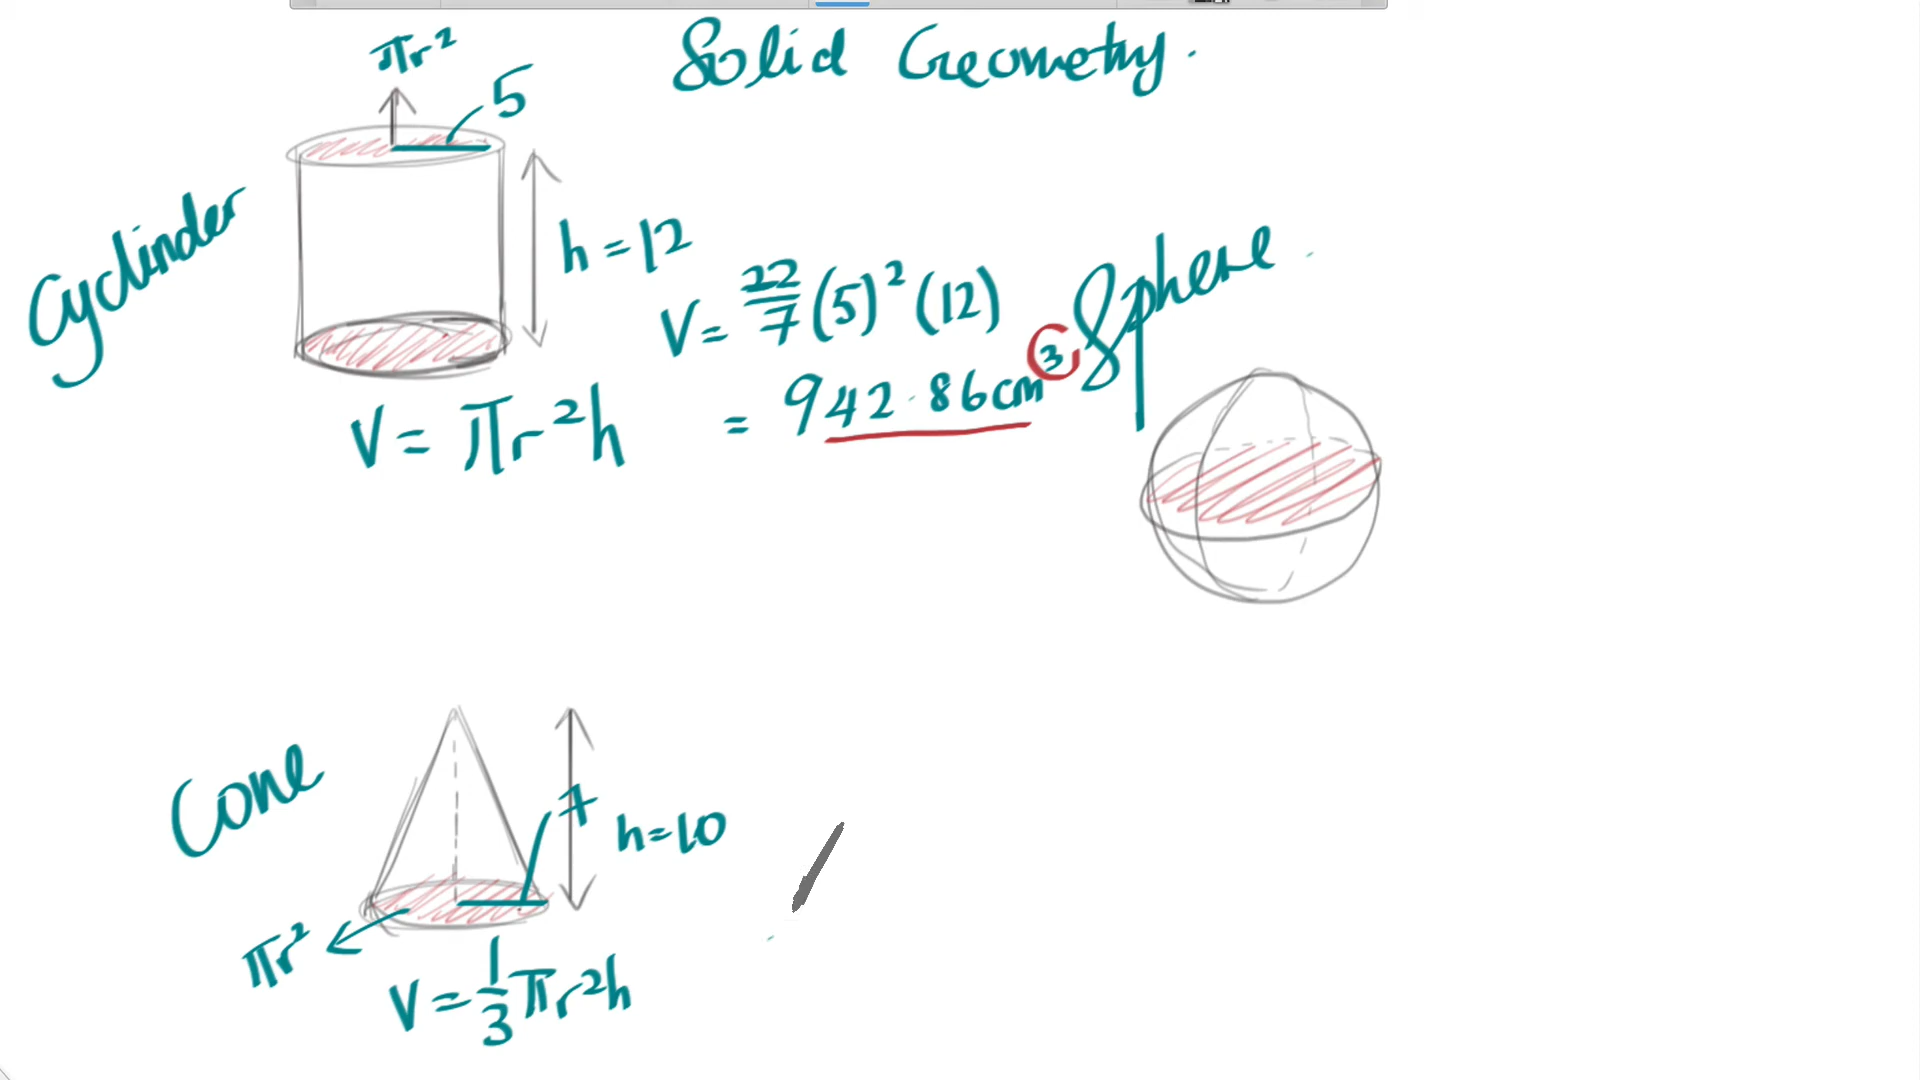 Solid Geometry.
πr²
5
Cyclinder
h = 12
V = πr²h
V = 22/7 (5)² (12)
= 942.86cm³
Sphere.
Cone
7
h=10
πr²
V = 1/3 πr²h